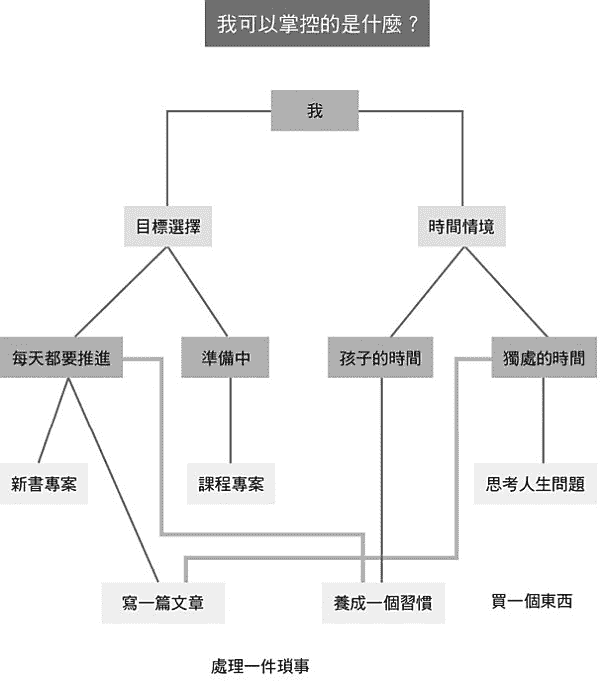 我可以掌控的是什麼？
我
目標選擇
時間情境
每天都要推進
準備中
孩子的時間
獨處的時間
新書專案
課程專案
思考人生問題
寫一篇文章
養成一個習慣
買一個東西
處理一件瑣事